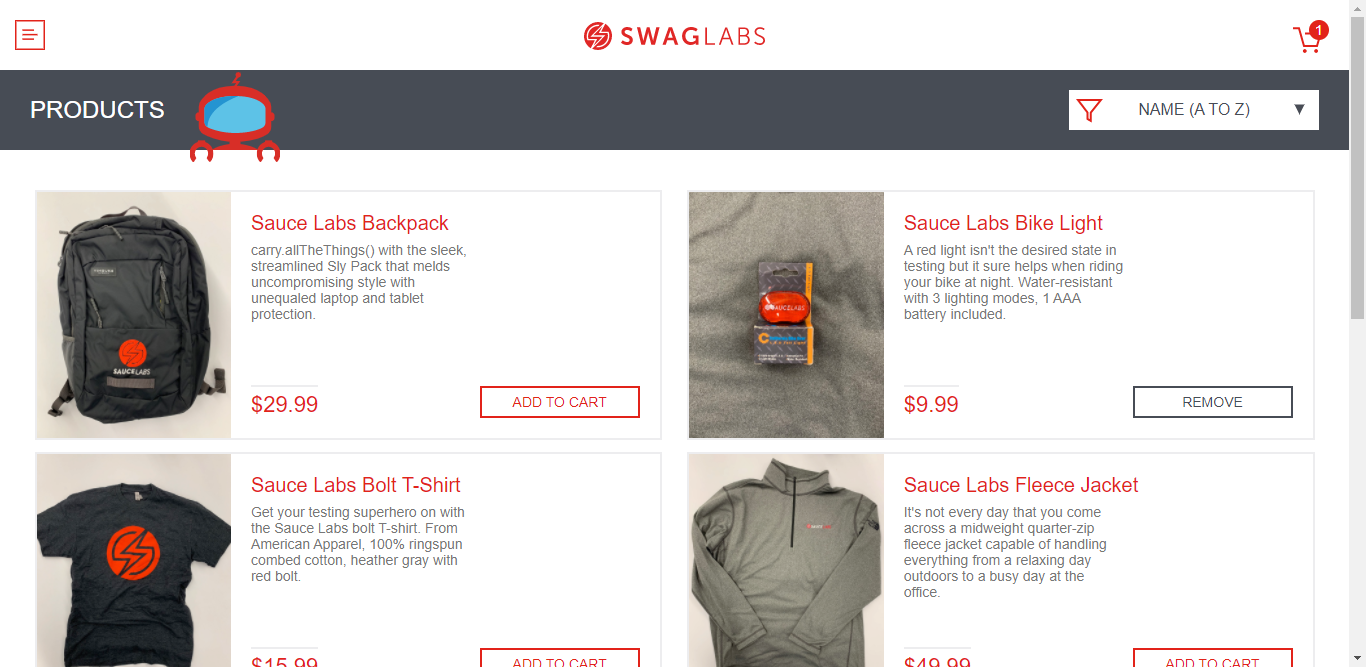 SWAGLABS
1
PRODUCTS
NAME (A TO Z)
Sauce Labs Backpack
carry.allTheThings() with the sleek,
streamlined Sly Pack that melds
uncompromising style with
unequaled laptop and tablet
protection.
$29.99
ADD TO CART
SAUCELABS
Sauce Labs Bike Light
A red light isn't the desired state in
testing but it sure helps when riding
your bike at night. Water-resistant
with 3 lighting modes, 1 AAA
battery included.
$9.99
REMOVE
SAUCELABS
Sauce Labs Bolt T-Shirt
Get your testing superhero on with
the Sauce Labs bolt T-shirt. From
American Apparel, 100% ringspun
combed cotton, heather gray with
red bolt.
$15.99
ADD TO CART
Sauce Labs Fleece Jacket
It's not every day that you come
across a midweight quarter-zip
fleece jacket capable of handling
everything from a relaxing day
outdoors to a busy day at the
office.
$49.99
ADD TO CART